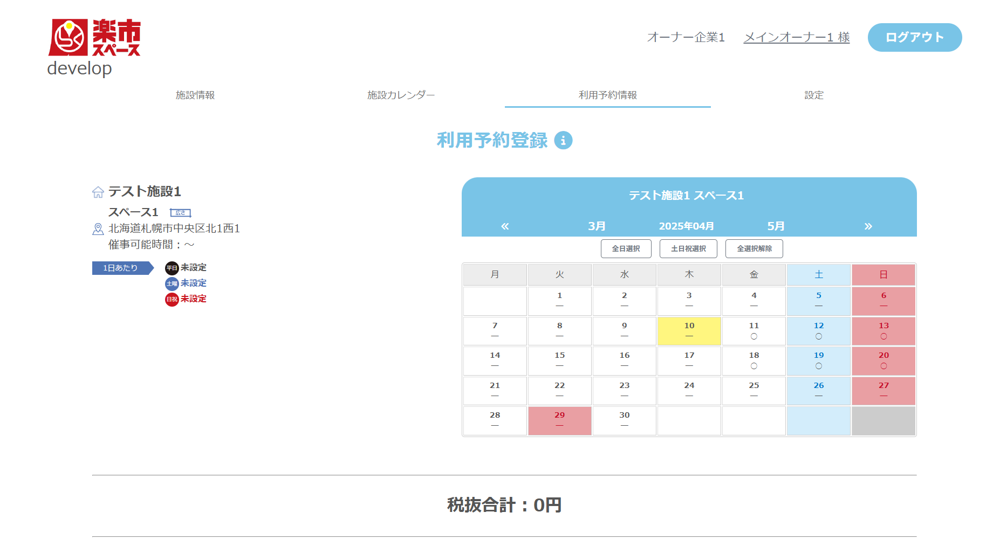 楽市
スペース
develop
オーナー企業1 メインオーナー1 様 ログアウト
施設情報 施設カレンダー 利用予約情報 設定
利用予約登録 i
テスト施設1
スペース1 広さ
北海道札幌市中央区北1西1
催事可能時間：～
1日あたり 平日 未設定
土曜 未設定
日祝 未設定
テスト施設1 スペース1
« 3月 2025年04月 5月 »
全日選択 土日祝選択 全選択解除
月 火 水 木 金 土 日
1 2 3 4 5 6
― ― ― ― ― ―
7 8 9 10 11 12 13
― ― ― ― 〇 〇 〇
14 15 16 17 18 19 20
― ― ― ― 〇 〇 〇
21 22 23 24 25 26 27
― ― ― ― ― ― ―
28 29 30
― ― ―
税抜合計：0円